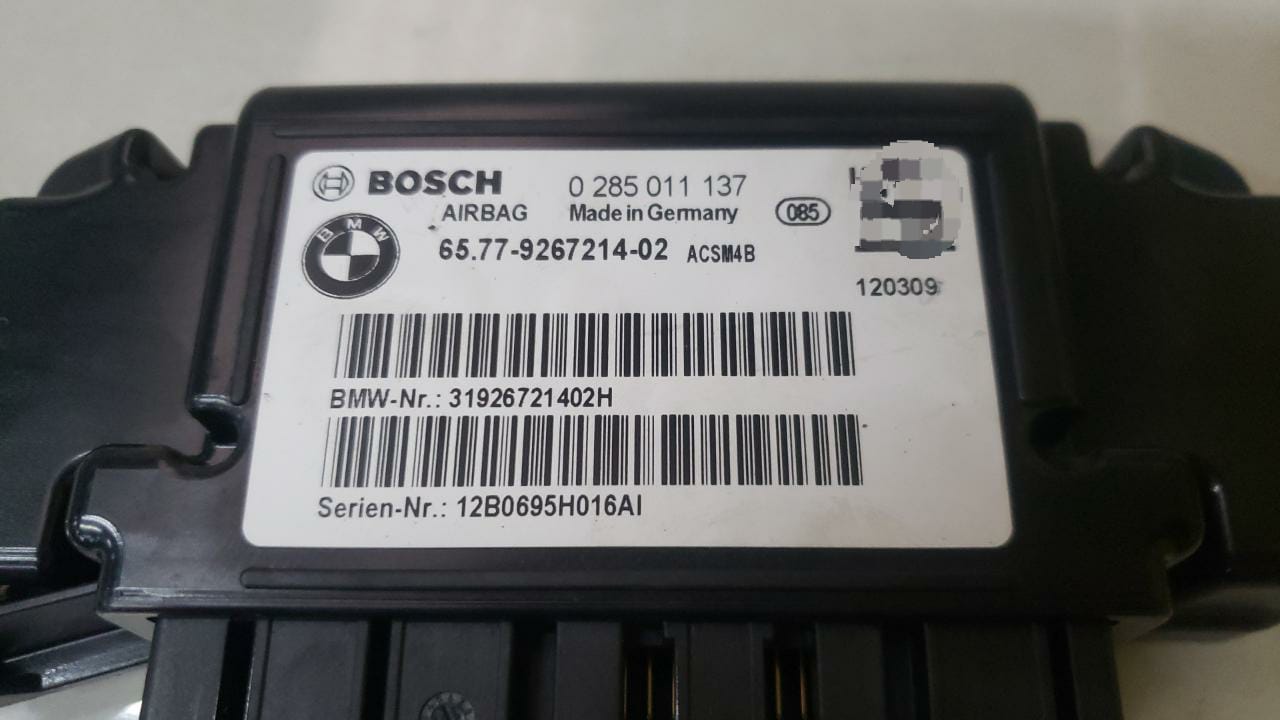 BOSCH 0 285 011 137
AIRBAG Made in Germany 085
BMW
65.77-9267214-02 ACSM4B
120309
BMW-Nr.: 31926721402H
Serien-Nr.: 12B0695H016AI